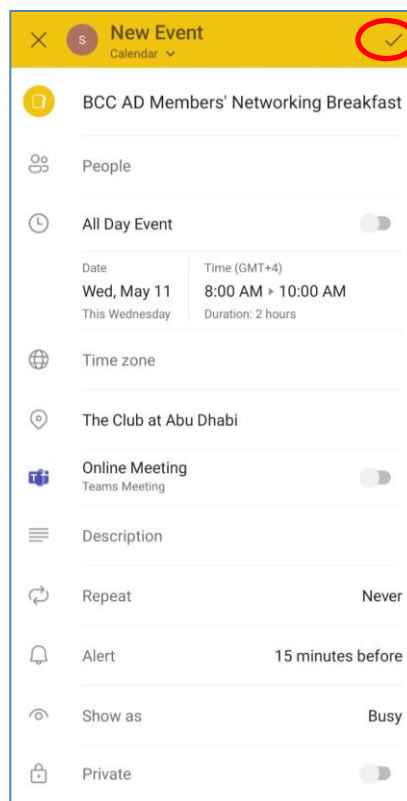 S
New Event
Calendar
BCC AD Members' Networking Breakfast
People
All Day Event
Date
Time (GMT+4)
Wed, May 11
8:00 AM ▸ 10:00 AM
This Wednesday
Duration: 2 hours
Time zone
The Club at Abu Dhabi
Online Meeting
Teams Meeting
Description
Repeat Never
Alert 15 minutes before
Show as Busy
Private